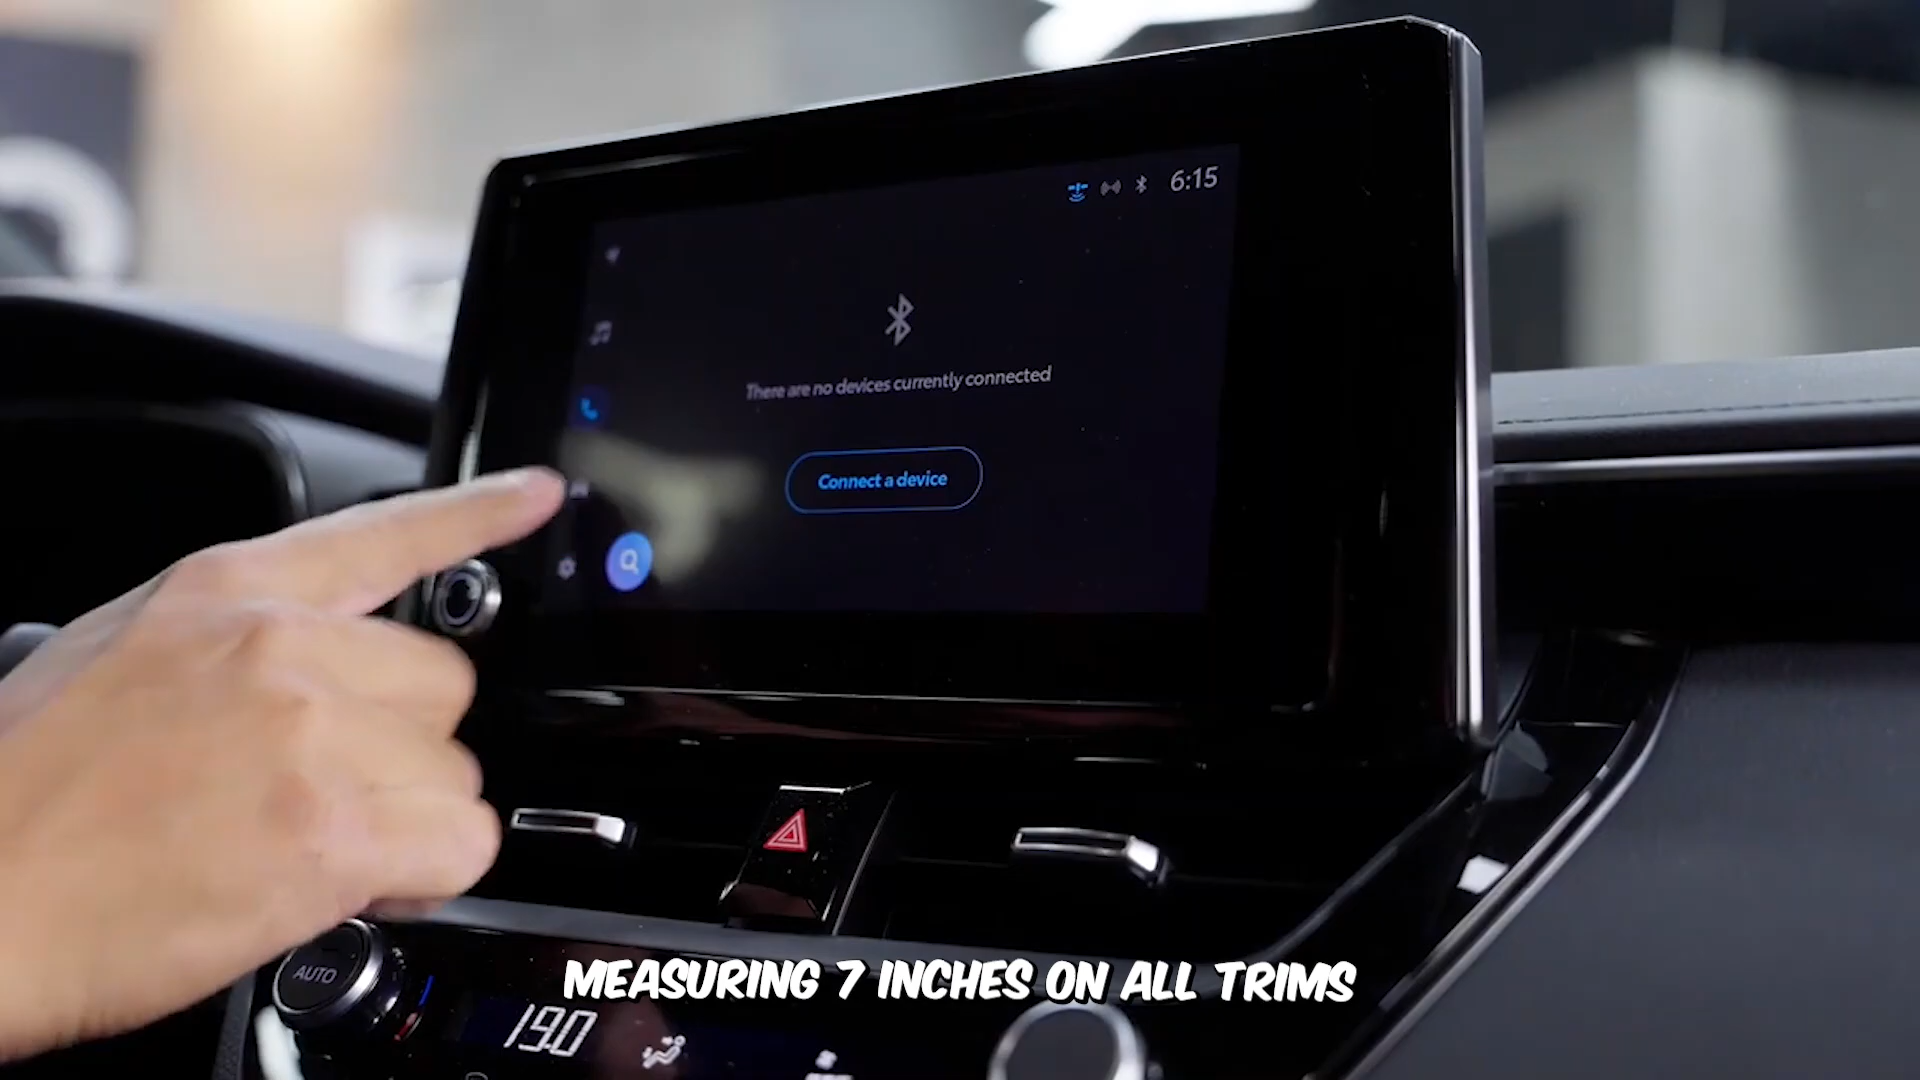 6:15
There are no devices currently connected
Connect a device
AUTO
MEASURING 7 INCHES ON ALL TRIMS
19.0